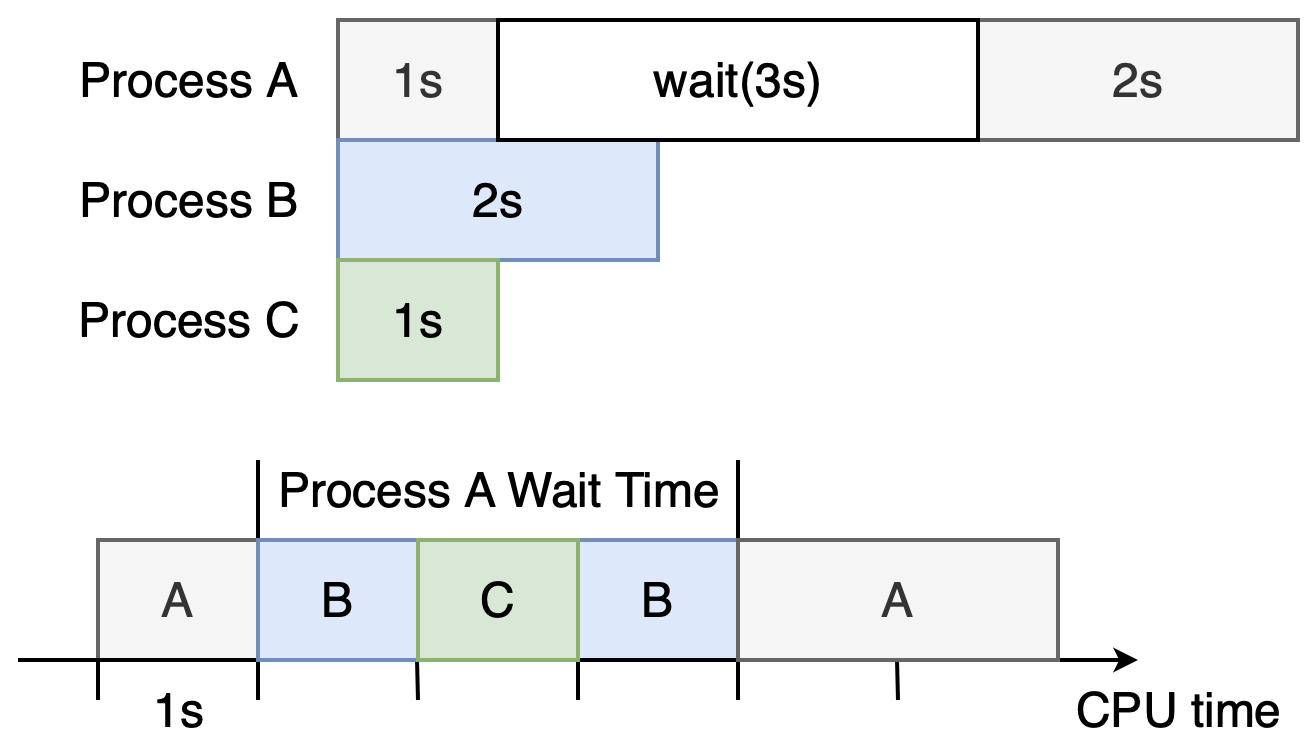 Process A 1s wait(3s) 2s
Process B 2s
Process C 1s
Process A Wait Time
A B C B A
1s
CPU time